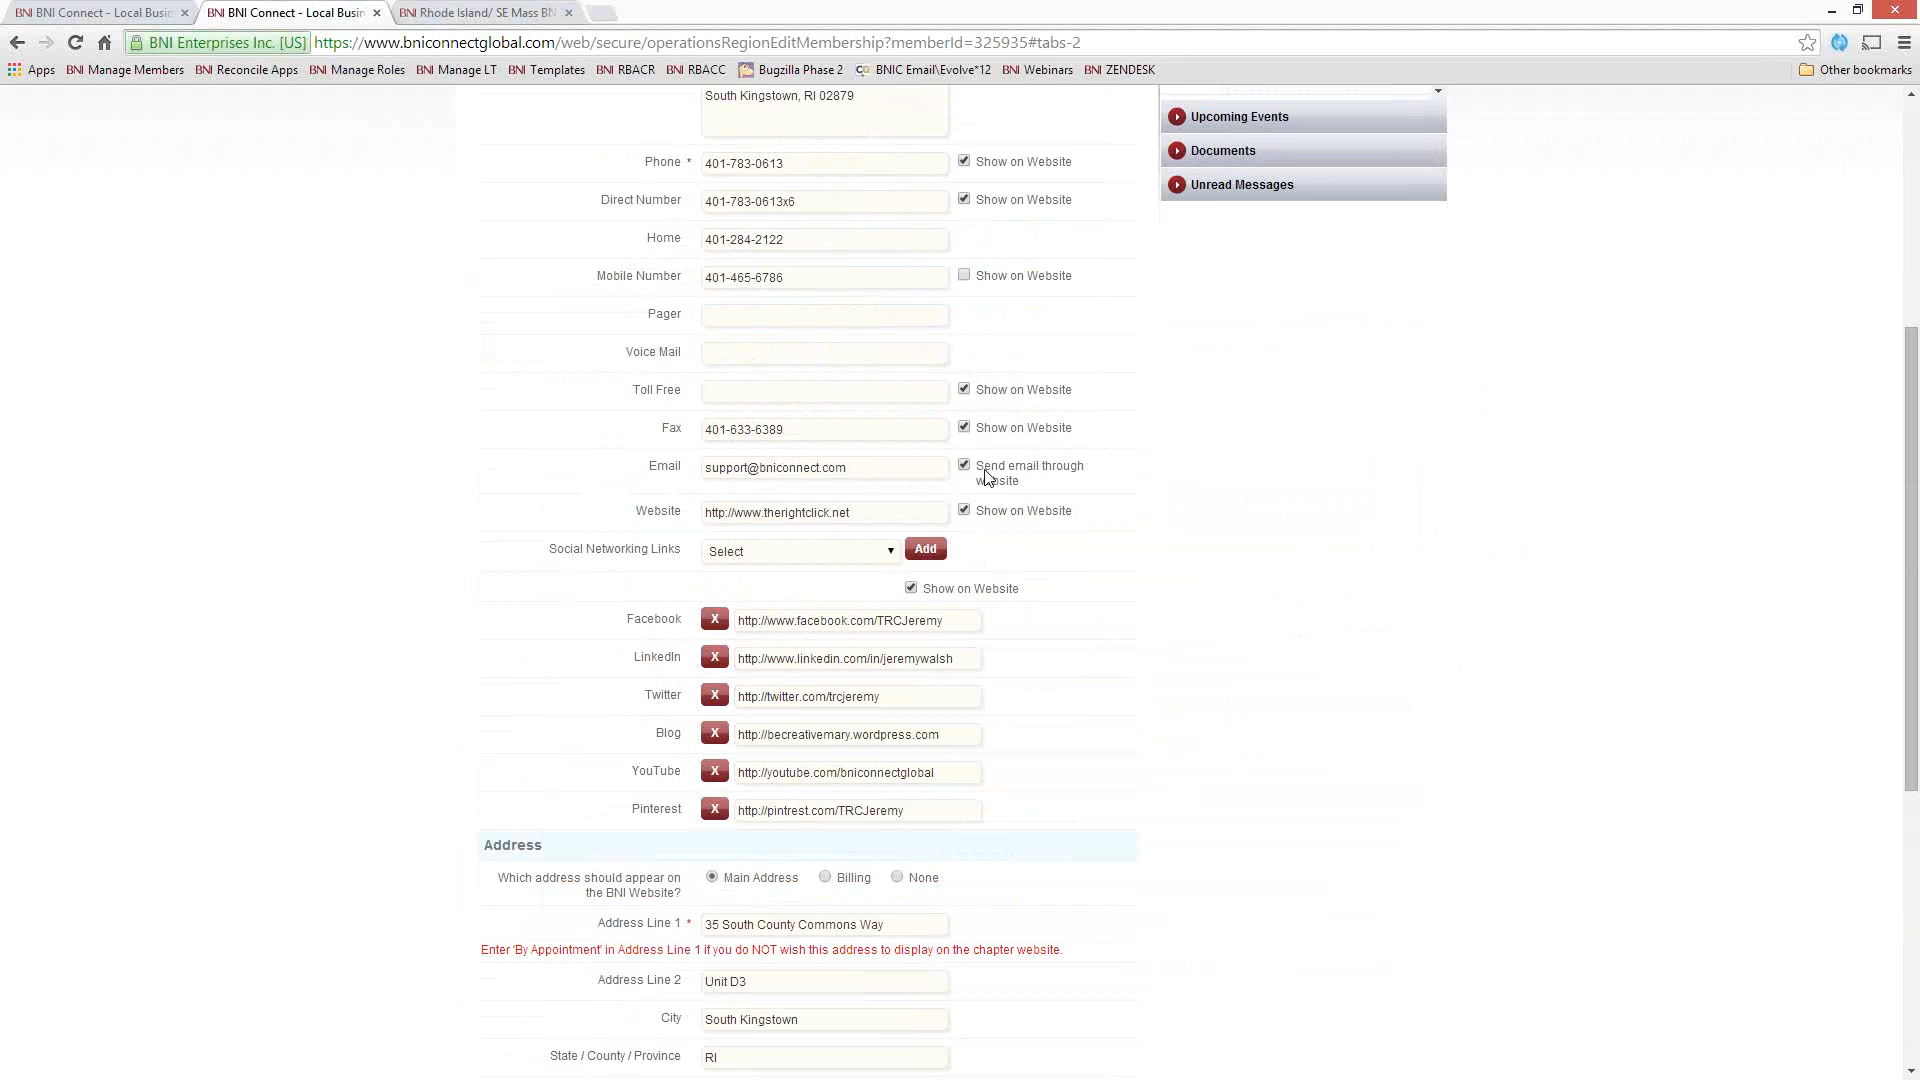 BNI BNI Connect - Local Busin
BNI BNI Connect - Local Busin
BNI Rhode Island/ SE Mass BN
BNI Enterprises Inc. [US] https://www.bniconnectglobal.com/web/secure/operationsRegionEditMembership?memberId=325935#tabs-2
Apps BNI BNI Manage Members BNI BNI Reconcile Apps BNI BNI Manage Roles BNI BNI Manage LT BNI BNI Templates BNI RBACR BNI RBACC Bugzilla Phase 2 BNIC Email\Evolve*12 BNI BNI Webinars BNI BNI ZENDESK Other bookmarks
South Kingstown, RI 02879
Phone * 401-783-0613 Show on Website
Direct Number 401-783-0613x6 Show on Website
Home 401-284-2122
Mobile Number 401-465-6786 Show on Website
Pager
Voice Mail
Toll Free Show on Website
Fax 401-633-6389 Show on Website
Email support@bniconnect.com Send email through
website
Website http://www.therightclick.net Show on Website
Social Networking Links Select Add
Show on Website
Facebook X http://www.facebook.com/TRCJeremy
LinkedIn X http://www.linkedin.com/in/jeremywalsh
Twitter X http://twitter.com/trcjeremy
Blog X http://becreativemary.wordpress.com
YouTube X http://youtube.com/bniconnectglobal
Pinterest X http://pintrest.com/TRCJeremy
Address
Which address should appear on
the BNI Website? Main Address Billing None
Address Line 1 * 35 South County Commons Way
Enter 'By Appointment' in Address Line 1 if you do NOT wish this address to display on the chapter website.
Address Line 2 Unit D3
City South Kingstown
State / County / Province RI
Upcoming Events
Documents
Unread Messages